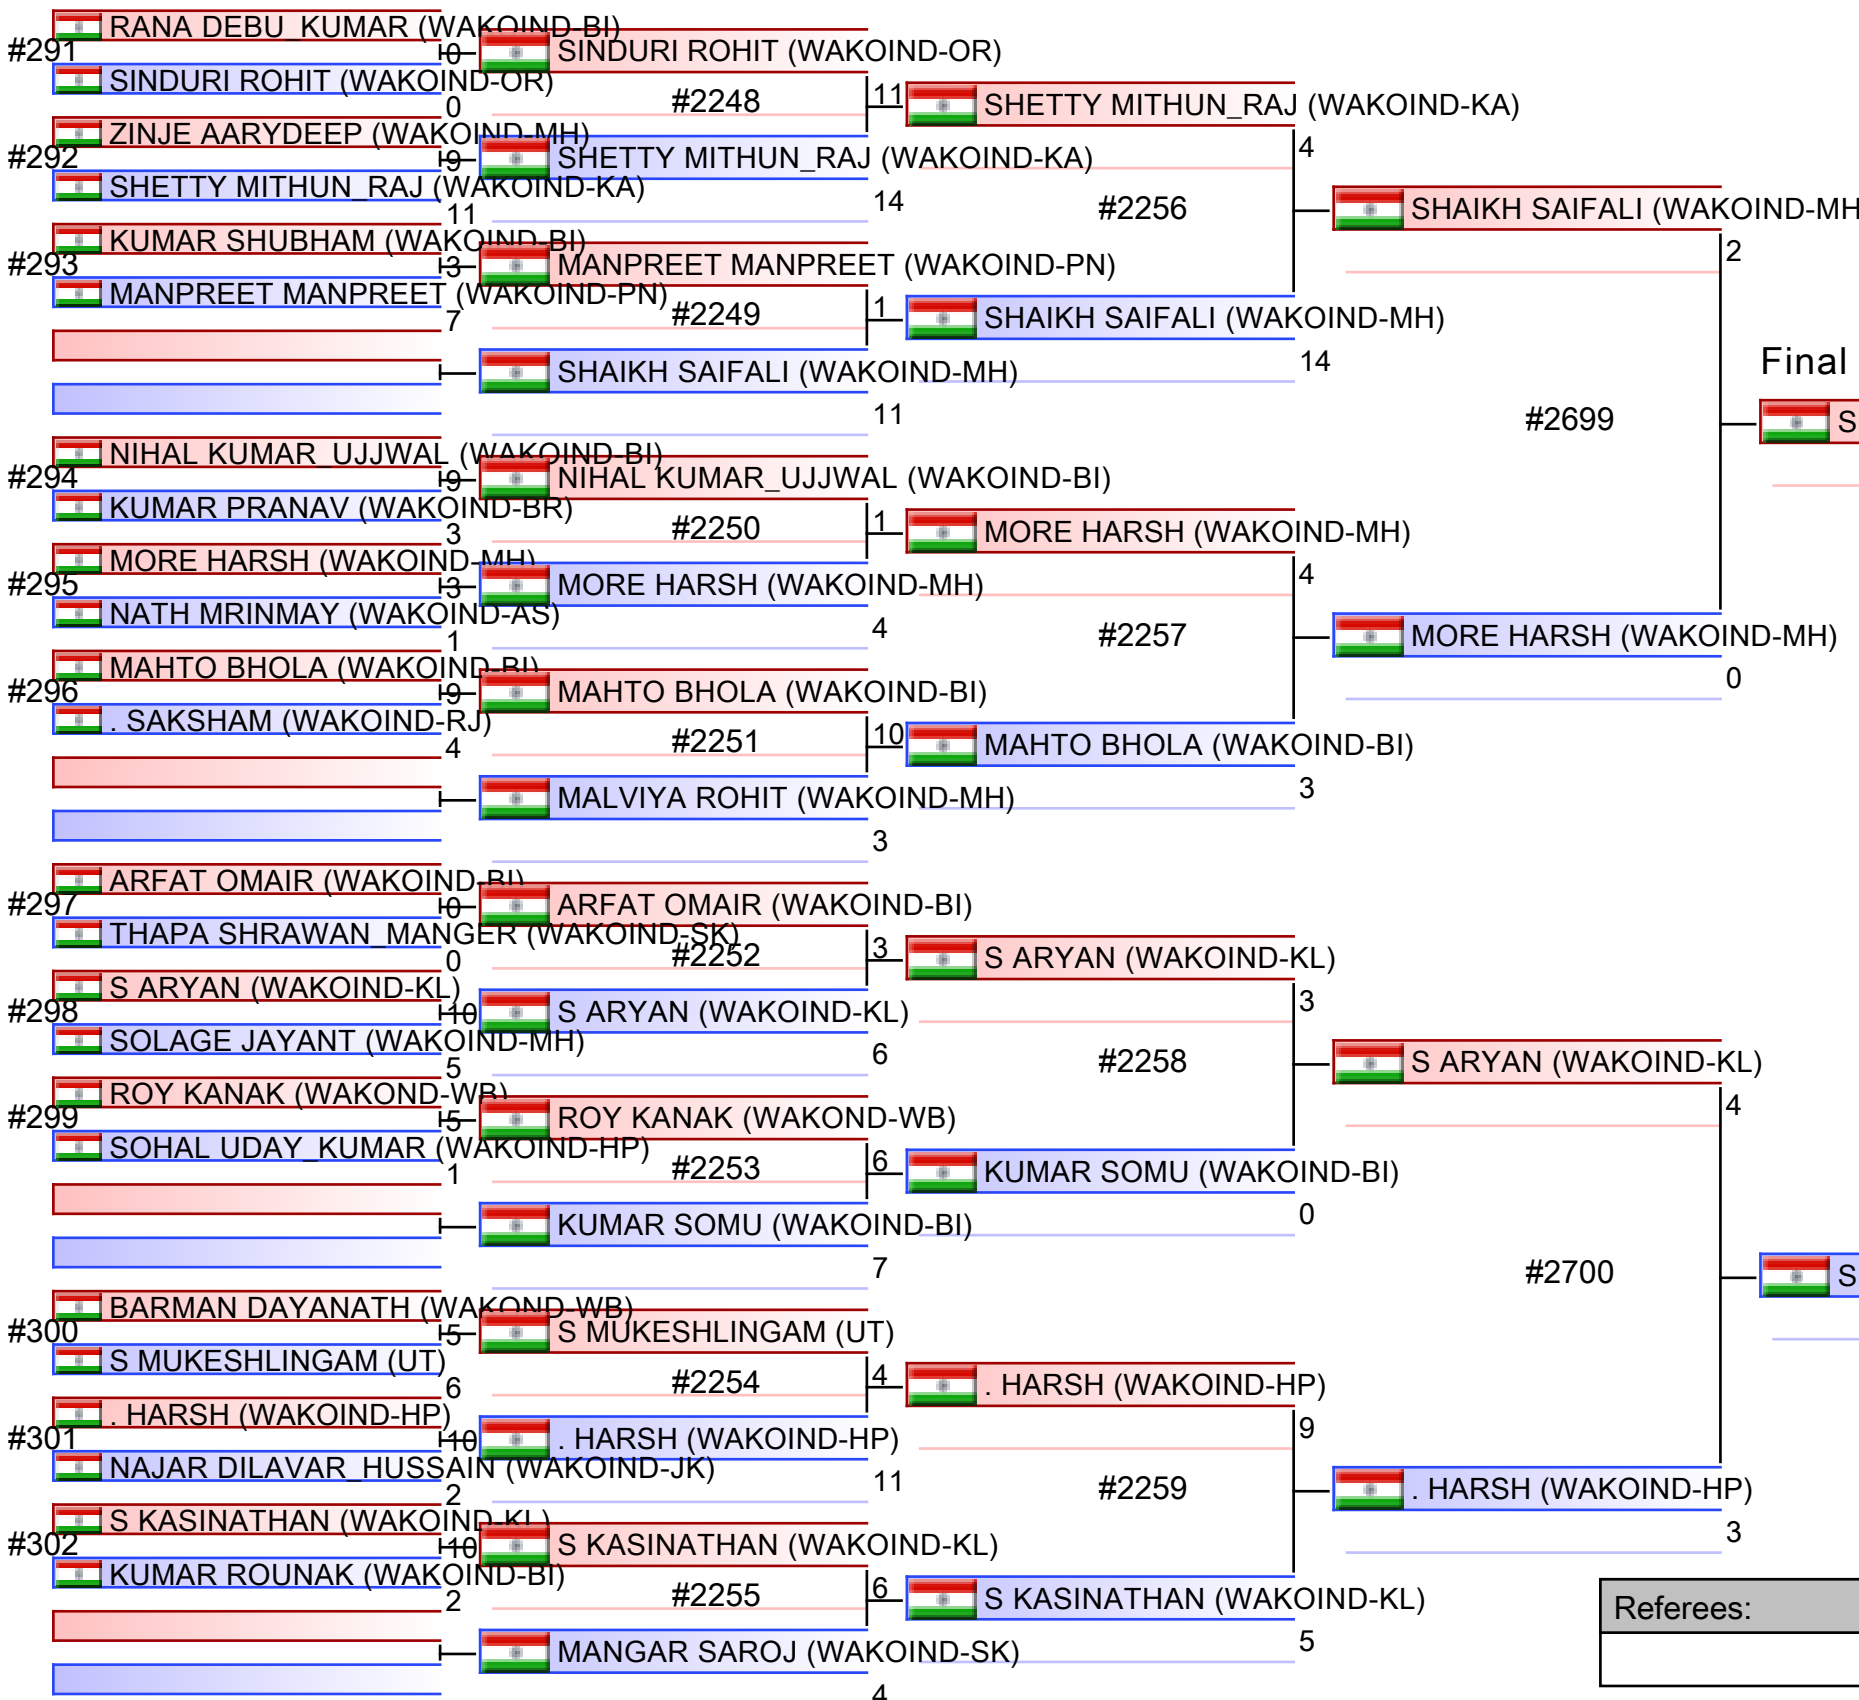 RANA DEBU_KUMAR (WAKOIND-BI)
#291
0
SINDURI ROHIT (WAKOIND-OR)
0
ZINJE AARYDEEP (WAKOIND-MH)
#292
9
SHETTY MITHUN_RAJ (WAKOIND-KA)
11
KUMAR SHUBHAM (WAKOIND-BI)
#293
3
MANPREET MANPREET (WAKOIND-PN)
7
NIHAL KUMAR_UJJWAL (WAKOIND-BI)
#294
9
KUMAR PRANAV (WAKOIND-BR)
3
MORE HARSH (WAKOIND-MH)
#295
3
NATH MRINMAY (WAKOIND-AS)
1
MAHTO BHOLA (WAKOIND-BI)
#296
9
. SAKSHAM (WAKOIND-RJ)
4
ARFAT OMAIR (WAKOIND-BI)
#297
0
THAPA SHRAWAN_MANGER (WAKOIND-SK)
0
S ARYAN (WAKOIND-KL)
#298
10
SOLAGE JAYANT (WAKOIND-MH)
5
ROY KANAK (WAKOND-WB)
#299
5
SOHAL UDAY_KUMAR (WAKOIND-HP)
1
BARMAN DAYANATH (WAKOND-WB)
#300
5
S MUKESHLINGAM (UT)
6
. HARSH (WAKOIND-HP)
#301
10
NAJAR DILAVAR_HUSSAIN (WAKOIND-JK)
2
S KASINATHAN (WAKOIND-KL)
#302
10
KUMAR ROUNAK (WAKOIND-BI)
2
SINDURI ROHIT (WAKOIND-OR)
#2248
11
SHETTY MITHUN_RAJ (WAKOIND-KA)
14
MANPREET MANPREET (WAKOIND-PN)
#2249
1
SHAIKH SAIFALI (WAKOIND-MH)
11
NIHAL KUMAR_UJJWAL (WAKOIND-BI)
#2250
1
MORE HARSH (WAKOIND-MH)
4
MAHTO BHOLA (WAKOIND-BI)
#2251
10
MALVIYA ROHIT (WAKOIND-MH)
3
ARFAT OMAIR (WAKOIND-BI)
#2252
3
S ARYAN (WAKOIND-KL)
6
ROY KANAK (WAKOND-WB)
#2253
6
KUMAR SOMU (WAKOIND-BI)
7
S MUKESHLINGAM (UT)
#2254
4
. HARSH (WAKOIND-HP)
11
S KASINATHAN (WAKOIND-KL)
#2255
6
MANGAR SAROJ (WAKOIND-SK)
4
SHETTY MITHUN_RAJ (WAKOIND-KA)
4
#2256
SHAIKH SAIFALI (WAKOIND-MH)
14
MORE HARSH (WAKOIND-MH)
4
#2257
MAHTO BHOLA (WAKOIND-BI)
3
S ARYAN (WAKOIND-KL)
3
#2258
KUMAR SOMU (WAKOIND-BI)
0
. HARSH (WAKOIND-HP)
9
#2259
S KASINATHAN (WAKOIND-KL)
5
SHAIKH SAIFALI (WAKOIND-MH
2
#2699
MORE HARSH (WAKOIND-MH)
0
S ARYAN (WAKOIND-KL)
4
#2700
. HARSH (WAKOIND-HP)
3
Final
S
S
Referees: